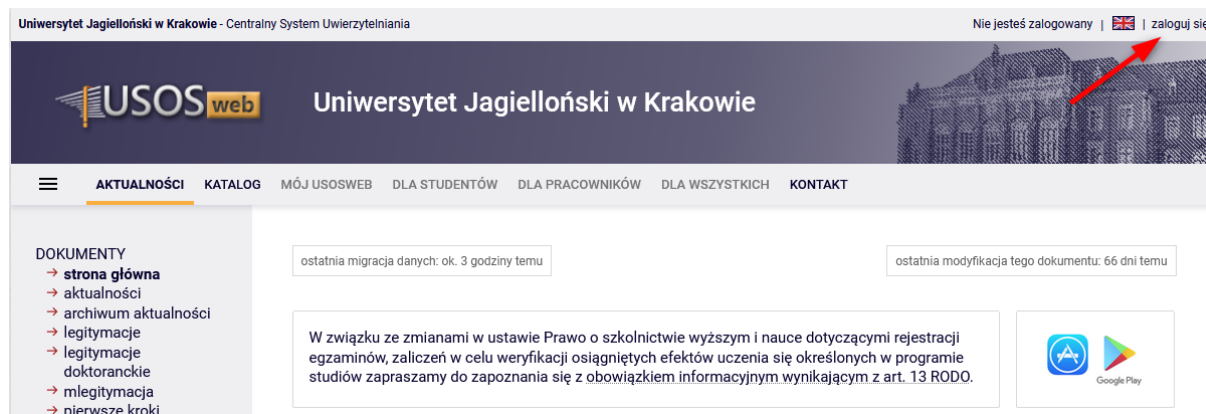 Uniwersytet Jagielloński w Krakowie - Centralny System Uwierzytelniania
Nie jesteś zalogowany | | zaloguj się
USOS web
Uniwersytet Jagielloński w Krakowie
AKTUALNOŚCI KATALOG MÓJ USOSWEB DLA STUDENTÓW DLA PRACOWNIKÓW DLA WSZYSTKICH KONTAKT
DOKUMENTY
→ strona główna
→ aktualności
→ archiwum aktualności
→ legitymacje
→ legitymacje
doktoranckie
→ mlegitymacja
→ pierwsze kroki
ostatnia migracja danych: ok. 3 godziny temu
ostatnia modyfikacja tego dokumentu: 66 dni temu
W związku ze zmianami w ustawie Prawo o szkolnictwie wyższym i nauce dotyczącymi rejestracji
egzaminów, zaliczeń w celu weryfikacji osiągniętych efektów uczenia się określonych w programie
studiów zapraszamy do zapoznania się z obowiązkiem informacyjnym wynikającym z art. 13 RODO.
Google Play